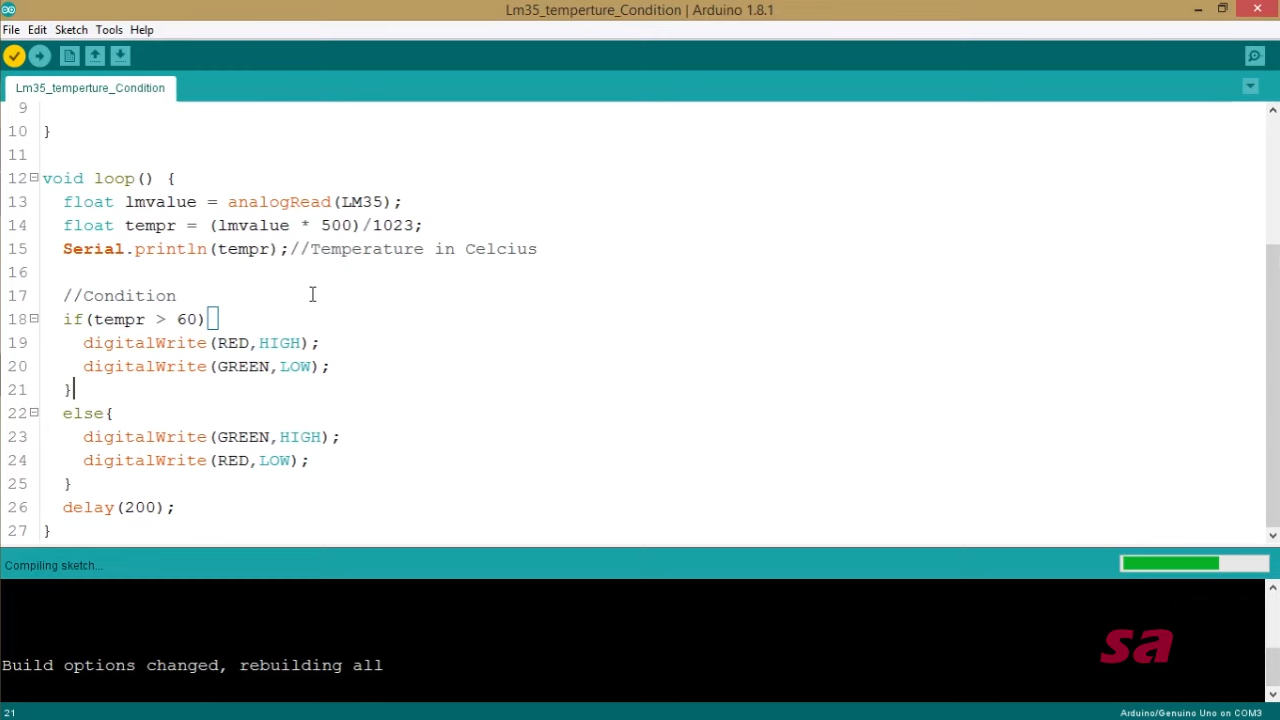 Lm35_temperture_Condition | Arduino 1.8.1
File Edit Sketch Tools Help
Lm35_temperture_Condition
9
10 }
11
12 void loop() {
13 float lmvalue = analogRead(LM35);
14 float tempr = (lmvalue * 500)/1023;
15 Serial.println(tempr);//Temperature in Celcius
16
17 //Condition
18 if(tempr > 60)
19 digitalWrite(RED,HIGH);
20 digitalWrite(GREEN,LOW);
21 }
22 else{
23 digitalWrite(GREEN,HIGH);
24 digitalWrite(RED,LOW);
25 }
26 delay(200);
27 }
Compiling sketch...
Build options changed, rebuilding all
sa
21 Arduino/Genuino Uno on COM3